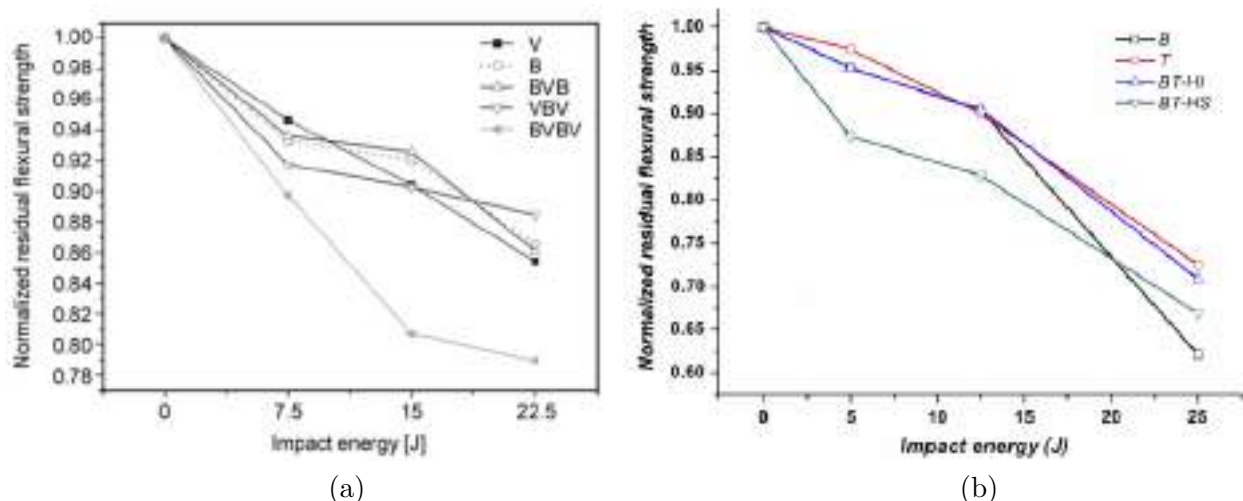 Normalized residual flexural strength
1.00
0.98
0.96
0.94
0.92
0.90
0.88
0.86
0.84
0.82
0.80
0.78
V
B
BVB
VBV
BVBV
0 7.5 15 22.5
Impact energy [J]
(a)
Normalized residual flexural strength
1.00
0.95
0.90
0.85
0.80
0.75
0.70
0.65
0.60
B
T
BT-HI
BT-HS
0 5 10 15 20 25
Impact energy (J)
(b)